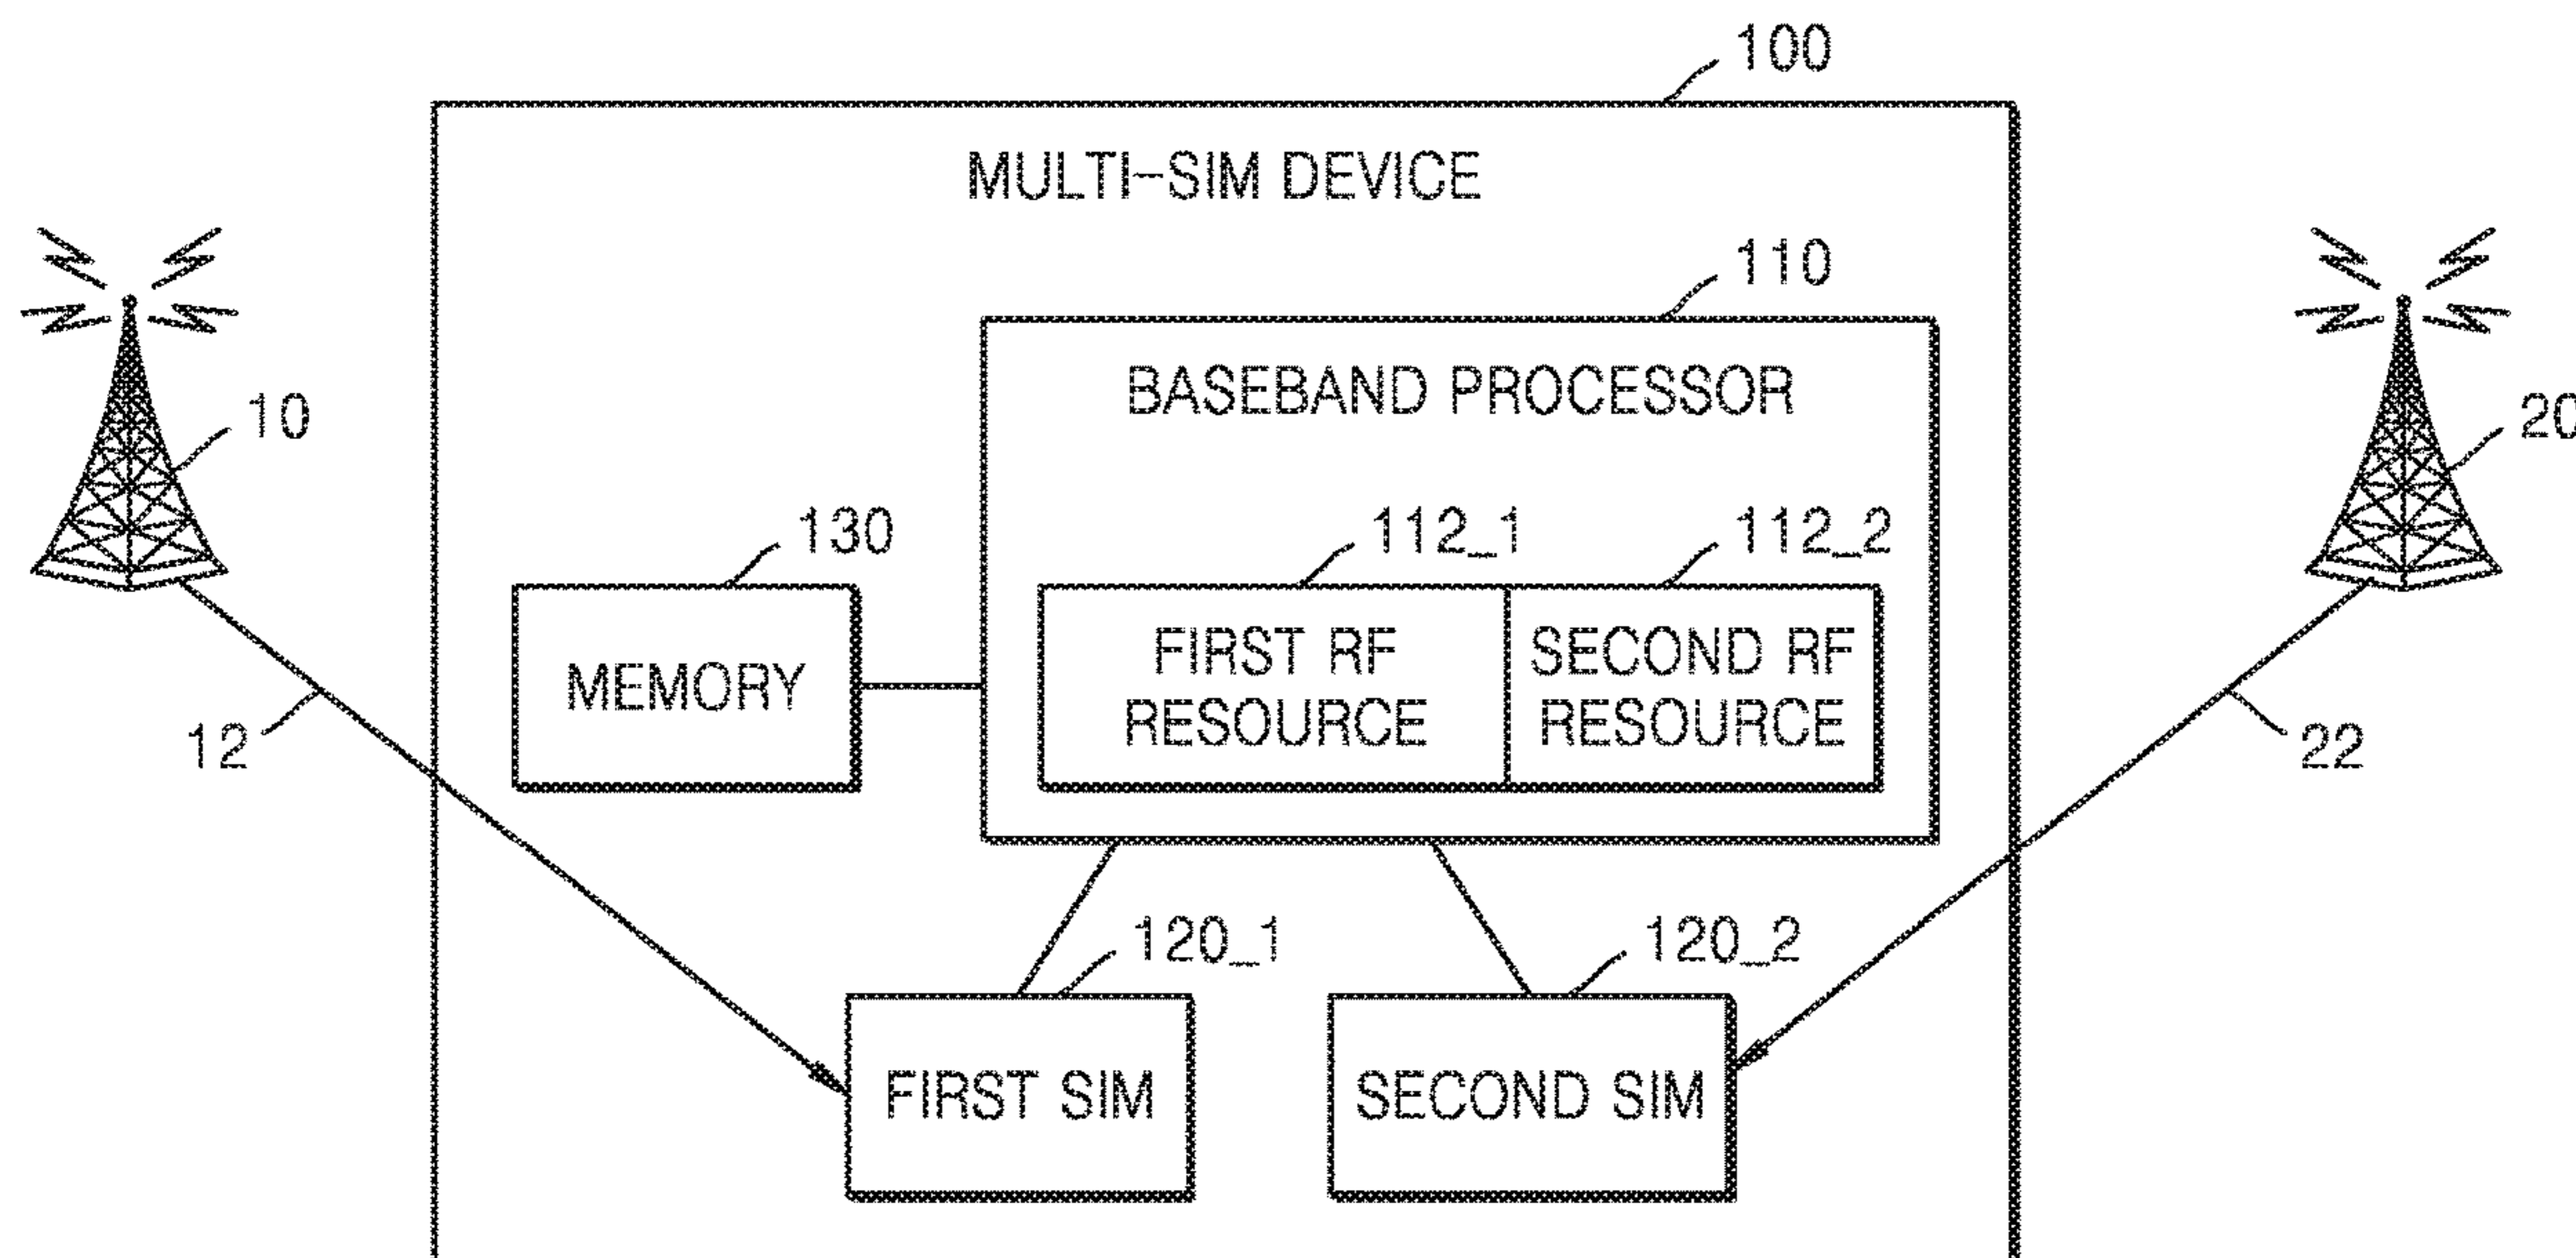 100
MULTI-SIM DEVICE
110
BASEBAND PROCESSOR
10
20
130
112_1
112_2
MEMORY
FIRST RF
RESOURCE
SECOND RF
RESOURCE
12
22
120_1
120_2
FIRST SIM
SECOND SIM